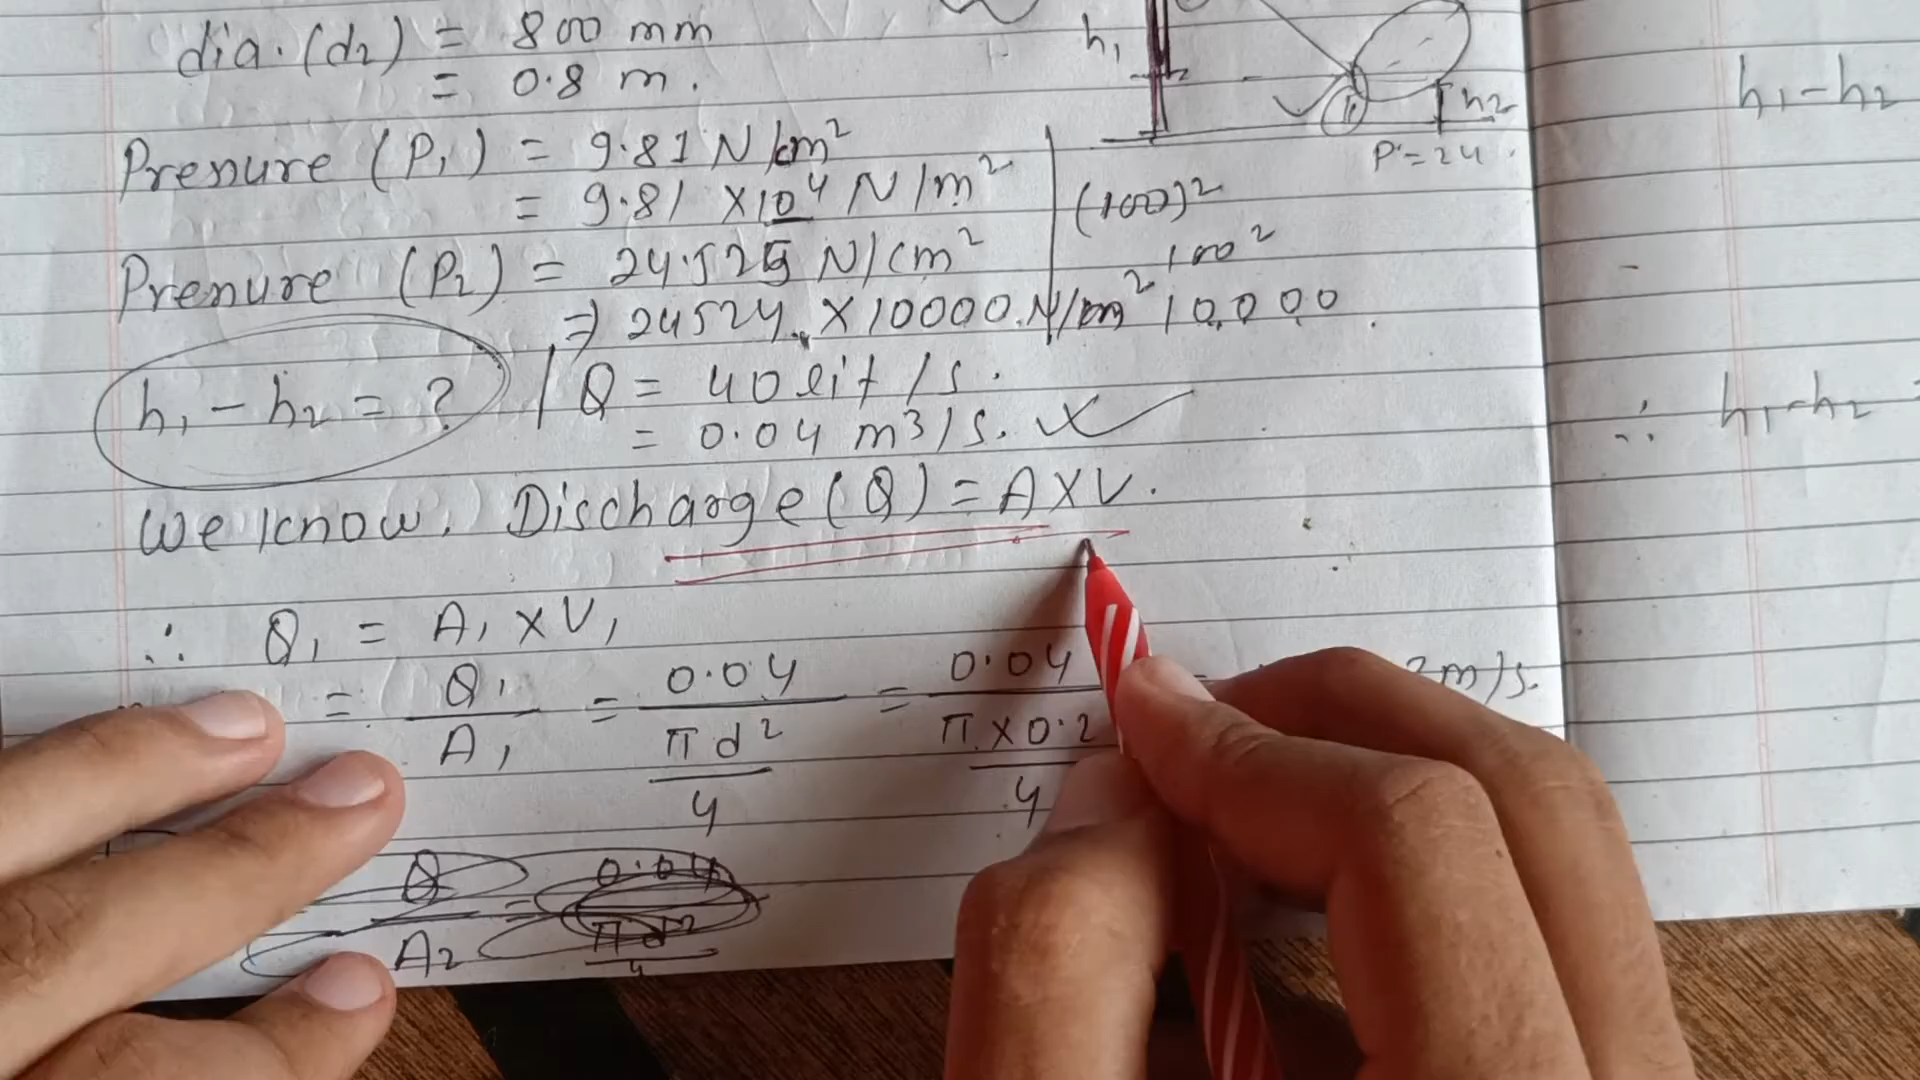 dia. (d2) = 800 mm
= 0.8 m.
h1
h2
P = 24
h1-h2
Prenure (P1) = 9.81 N/cm²
= 9.81 ×10⁴ N/m²
(100)²
Prenure (P2) = 24.525 N/cm²
100²
⇒ 24524. ×10000.N/m² 10,000
h1 - h2 = ?
Q = 40 lit/s.
= 0.04 m3/s.
∴ h1-h2 =
We know, Discharge (Q) = A×V.
∴ Q1 = A1 ×V1
= Q1/A1 = 0.04/(πd²/4) = 0.04/(π×0.2/4) m/s.
Q/A2 = 0.04/(πd²/4)